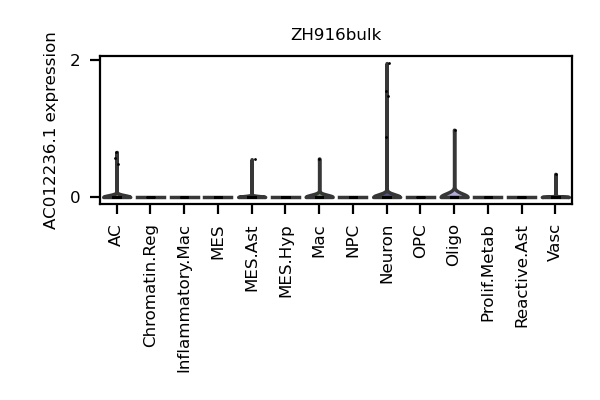 ZH916bulk
AC012236.1 expression
2
0
AC
Chromatin.Reg
Inflammatory.Mac
MES
MES.Ast
MES.Hyp
Mac
NPC
Neuron
OPC
Oligo
Prolif.Metab
Reactive.Ast
Vasc